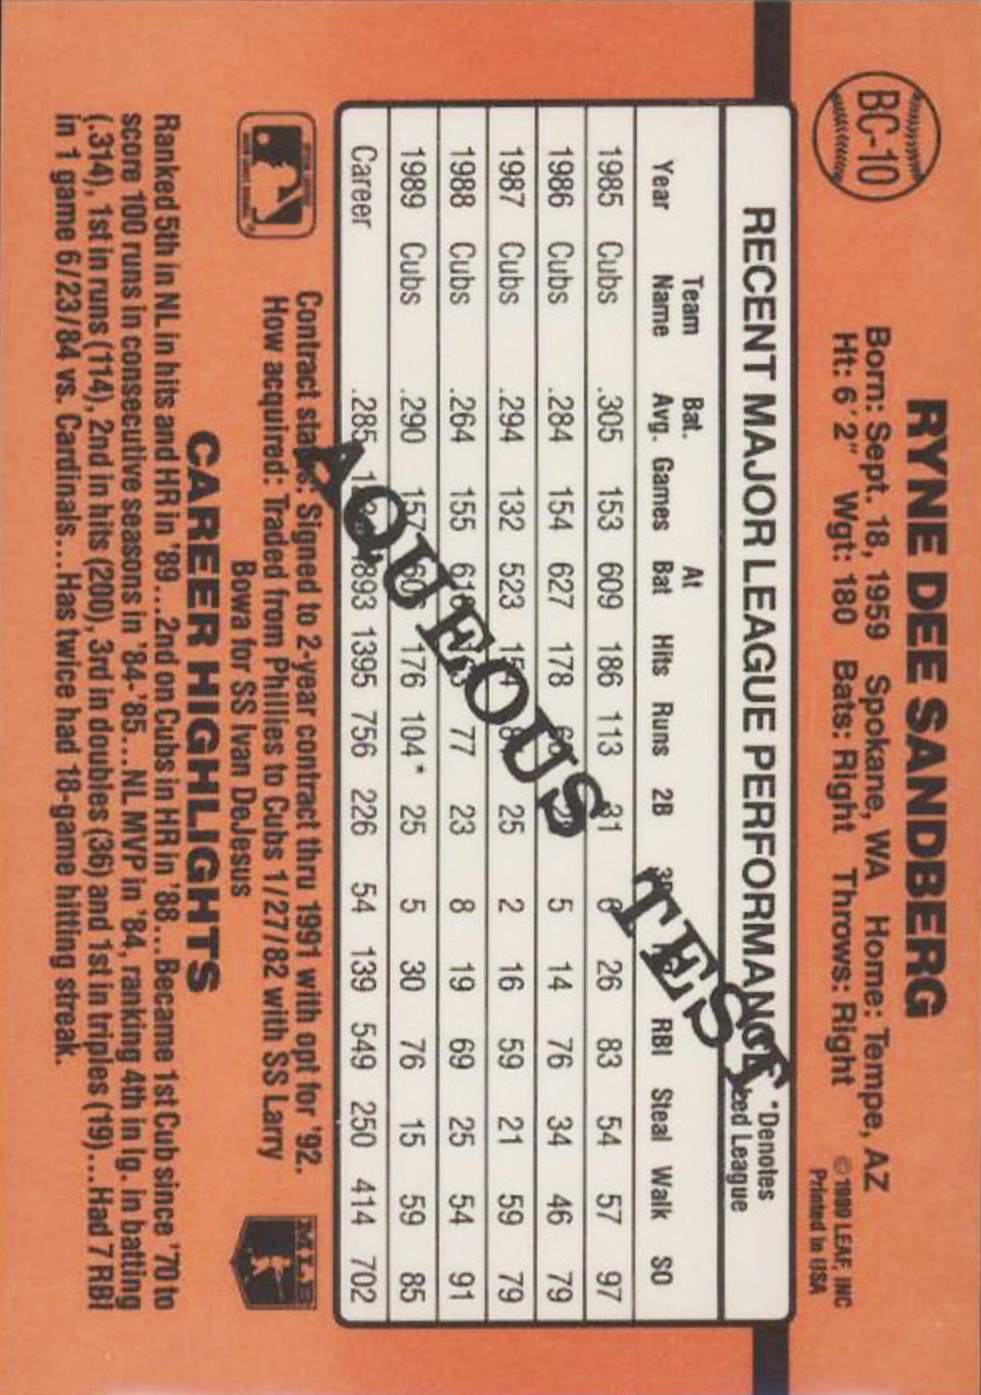 BC-10
RYNE DEE SANDBERG
Born: Sept. 18, 1959 Spokane, WA Home: Tempe, AZ
Ht: 6'2" Wgt: 180 Bats: Right Throws: Right
© 1989 LEAF, INC
Printed in USA
RECENT MAJOR LEAGUE PERFORMANCE
*Denotes
Led League
Year Team Name Bat. Avg. Games At Bat Hits Runs 2B 3B RBI Steal Walk SO
1985 Cubs .305 153 609 186 113 31 6 26 83 54 57 97
1986 Cubs .284 154 627 178 5 14 76 34 46 79
1987 Cubs .294 132 523 25 2 16 59 21 59 79
1988 Cubs .264 155 77 23 8 19 69 25 54 91
1989 Cubs .290 157 176 104* 25 5 30 76 15 59 85
Career .285 1395 756 226 54 139 549 250 414 702
AQUEOUS TEST
Contract status: Signed to 2-year contract thru 1991 with opt for '92.
How acquired: Traded from Phillies to Cubs 1/27/82 with SS Larry
Bowa for SS Ivan DeJesus
MLB
CAREER HIGHLIGHTS
Ranked 5th in NL in hits and HR in '89...2nd on Cubs in HR in '88...Became 1st Cub since '70 to
score 100 runs in consecutive seasons in '84-'85...NL MVP in '84, ranking 4th in lg. in batting
(.314), 1st in runs (114), 2nd in hits (200), 3rd in doubles (36) and 1st in triples (19)...Had 7 RBI
in 1 game 6/23/84 vs. Cardinals...Has twice had 18-game hitting streak.